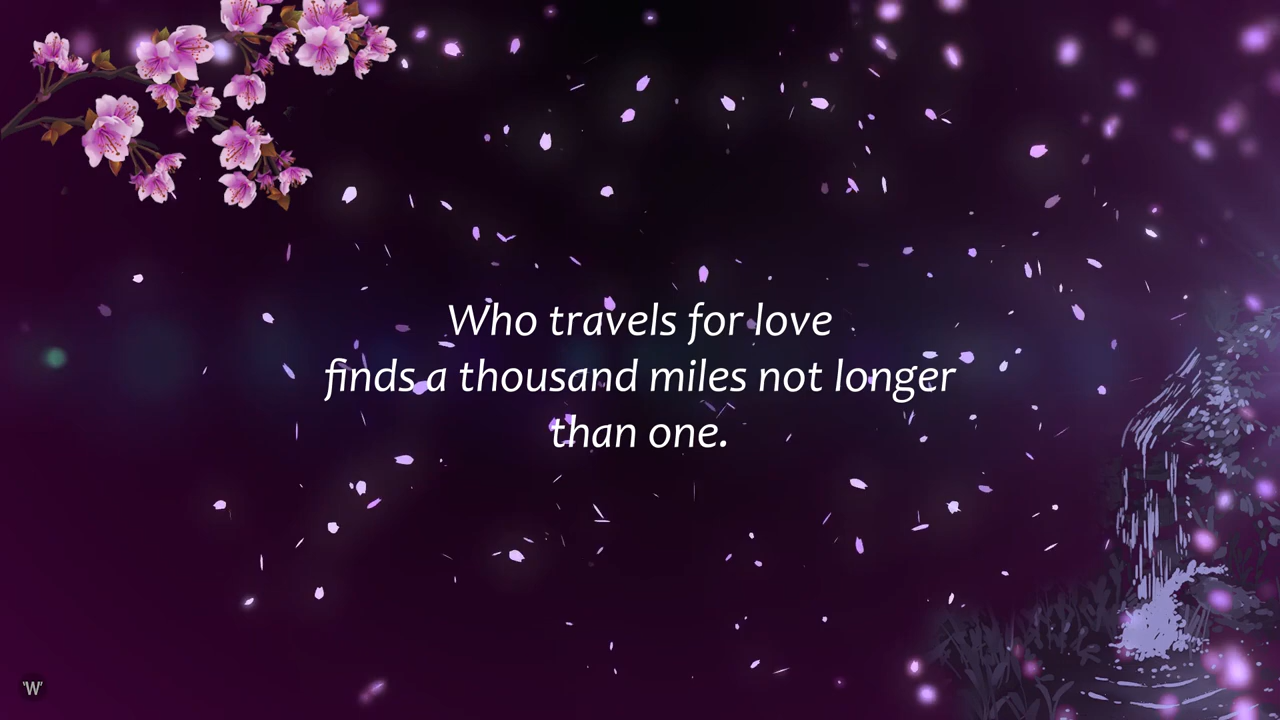 Who travels for love
finds a thousand miles not longer
than one.
'W'